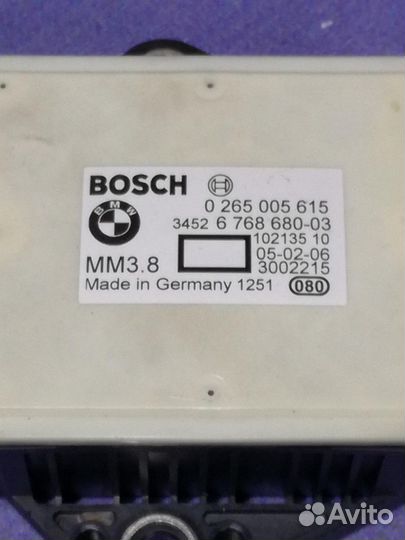 BOSCH 0 265 005 615
BMW 3452 6 768 680-03
102135 10
MM3.8 05-02-06
3002215
Made in Germany 1251 080
Avito